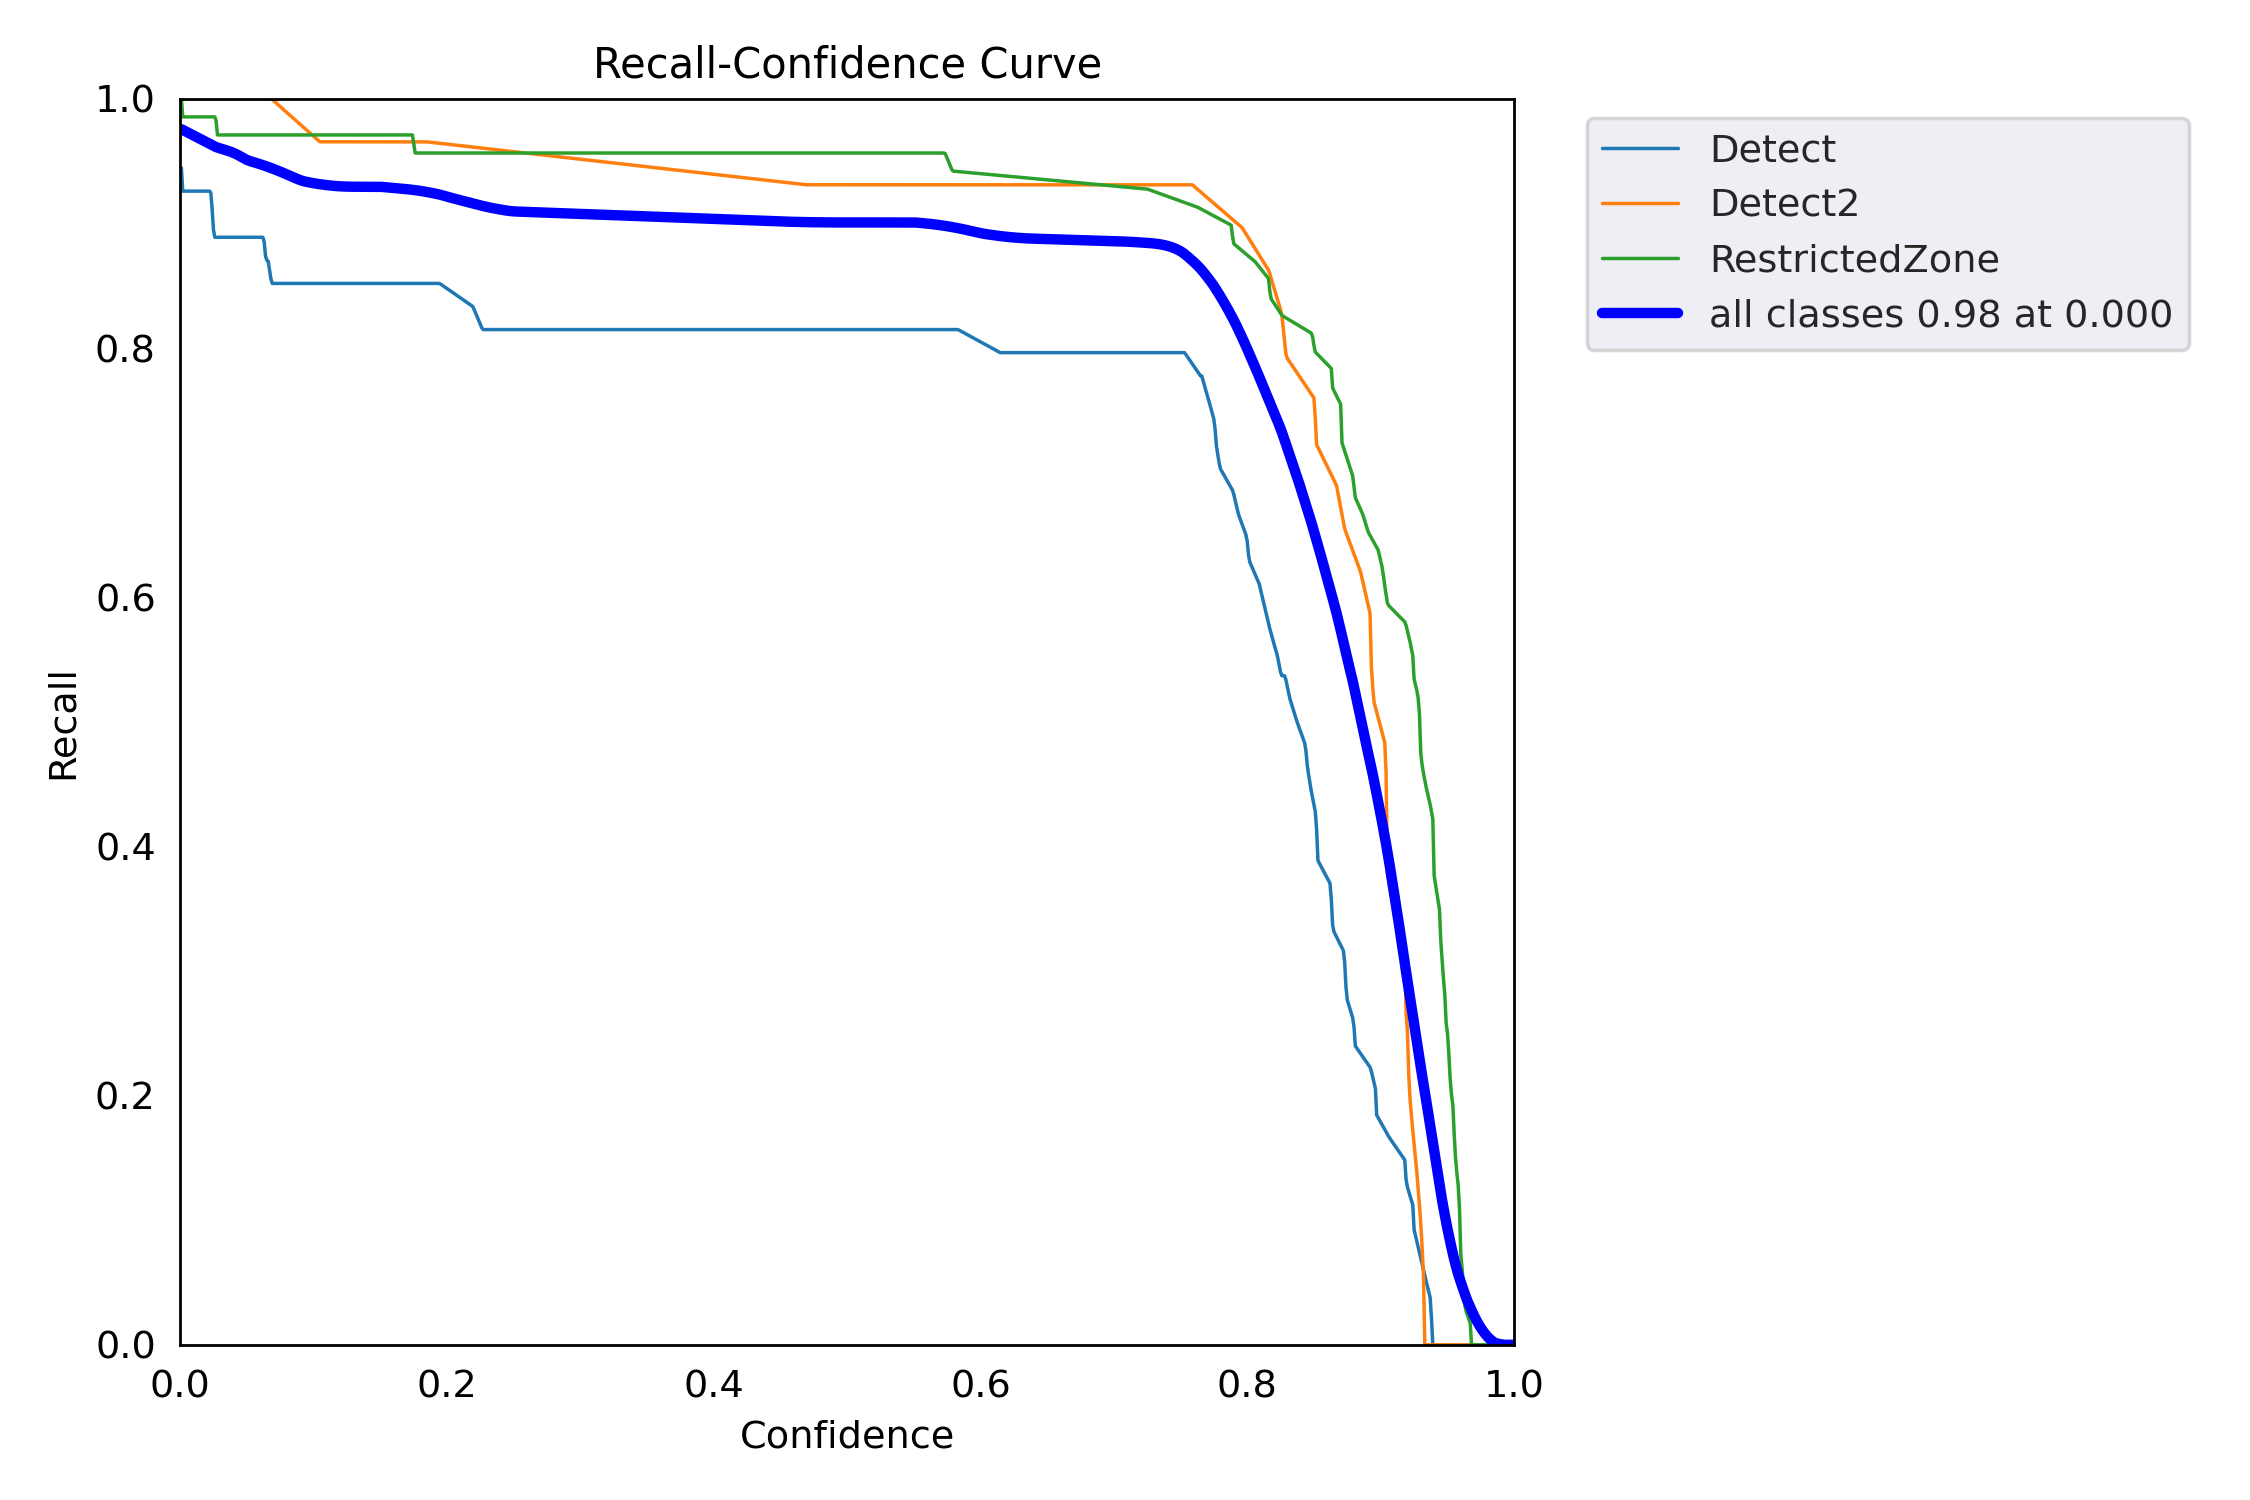 Recall-Confidence Curve
1.0
0.8
0.6
0.4
0.2
0.0
Recall
0.0 0.2 0.4 0.6 0.8 1.0
Confidence
Detect
Detect2
RestrictedZone
all classes 0.98 at 0.000